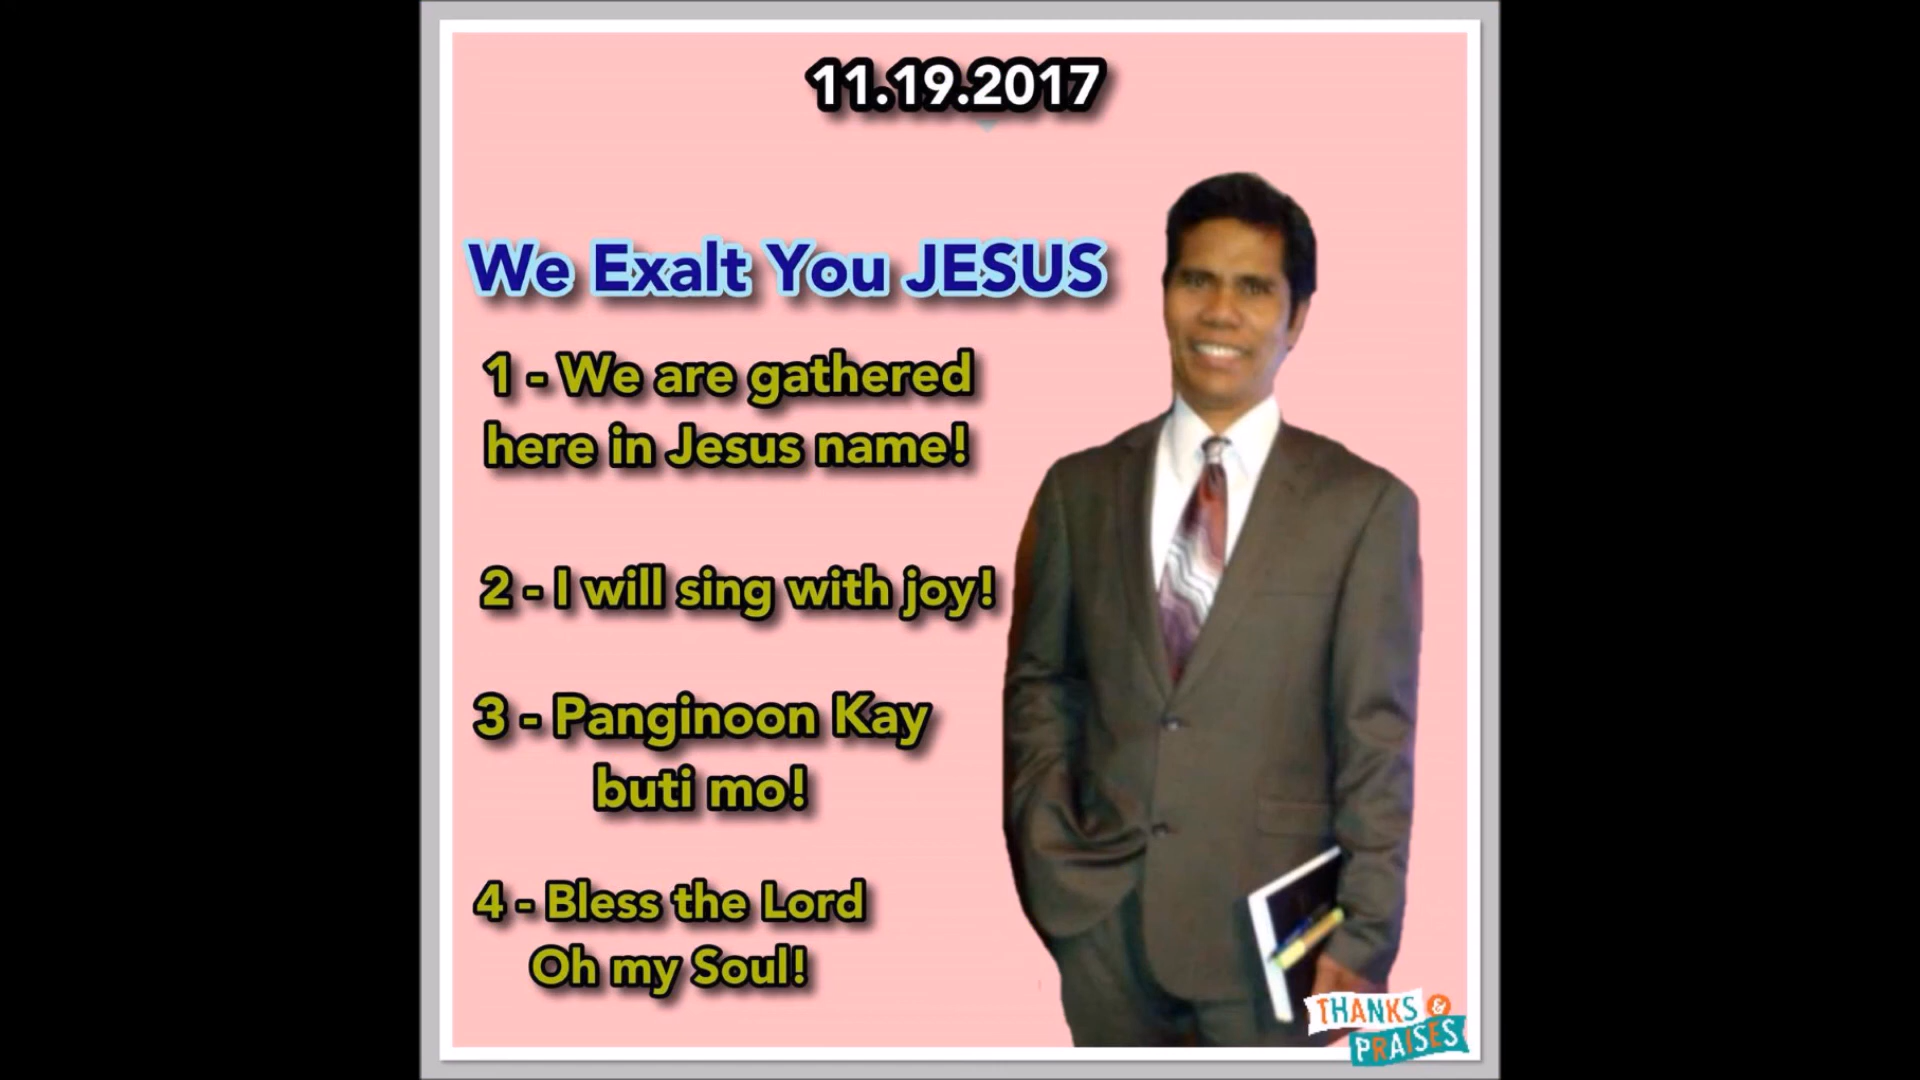 11.19.2017
We Exalt You JESUS
1 - We are gathered
here in Jesus name!
2 - I will sing with joy!
3 - Panginoon Kay
buti mo!
4 - Bless the Lord
Oh my Soul!
THANKS &
PRAISES